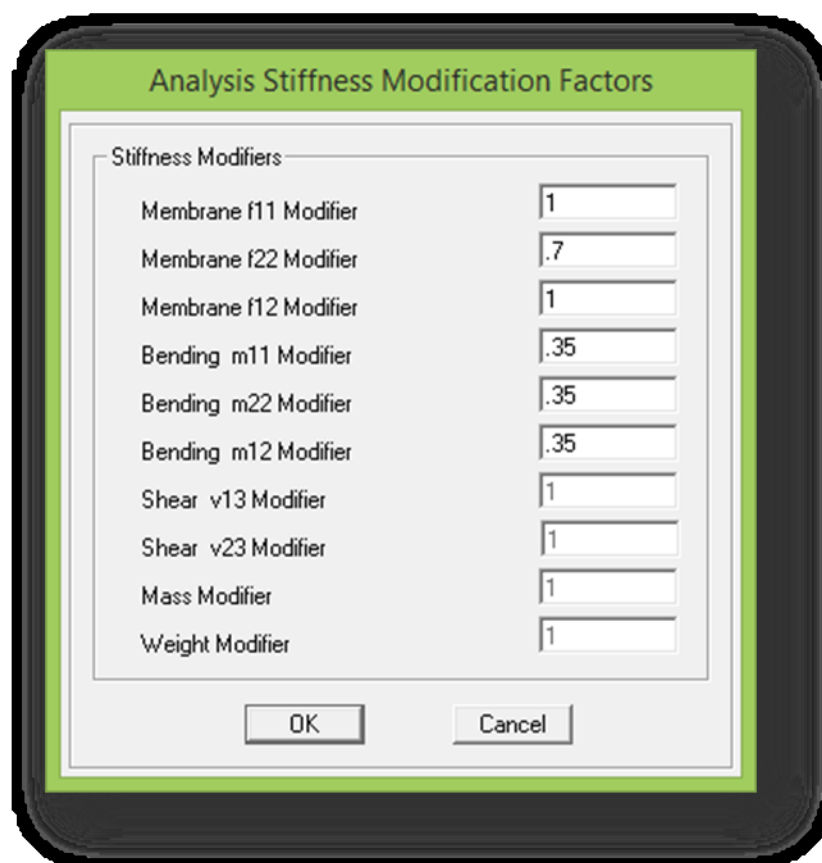 Analysis Stiffness Modification Factors
Stiffness Modifiers
Membrane f11 Modifier 1
Membrane f22 Modifier .7
Membrane f12 Modifier 1
Bending m11 Modifier .35
Bending m22 Modifier .35
Bending m12 Modifier .35
Shear v13 Modifier 1
Shear v23 Modifier 1
Mass Modifier 1
Weight Modifier 1
OK Cancel